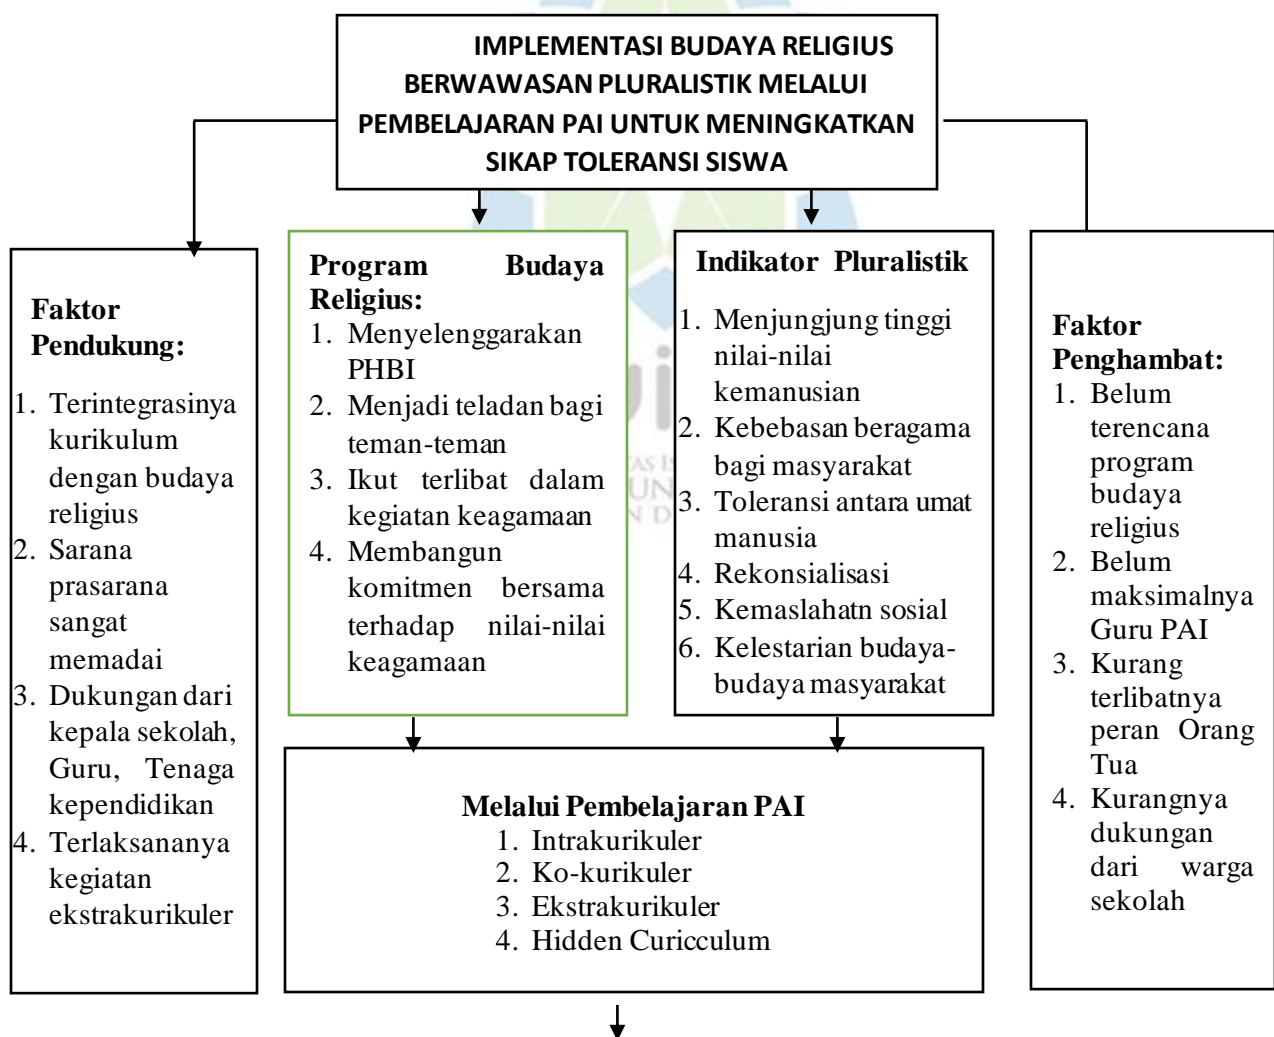 IMPLEMENTASI BUDAYA RELIGIUS
BERWAWASAN PLURALISTIK MELALUI
PEMBELAJARAN PAI UNTUK MENINGKATKAN
SIKAP TOLERANSI SISWA
Faktor
Pendukung:
1. Terintegrasinya
kurikulum
dengan budaya
religius
2. Sarana
prasarana
sangat
memadai
3. Dukungan dari
kepala sekolah,
Guru, Tenaga
kependidikan
4. Terlaksananya
kegiatan
ekstrakurikuler
Program Budaya
Religius:
1. Menyelenggarakan
PHBI
2. Menjadi teladan bagi
teman-teman
3. Ikut terlibat dalam
kegiatan keagamaan
4. Membangun
komitmen bersama
terhadap nilai-nilai
keagamaan
Indikator Pluralistik
1. Menjungjung tinggi
nilai-nilai
kemanusian
2. Kebebasan beragama
bagi masyarakat
3. Toleransi antara umat
manusia
4. Rekonsialisasi
5. Kemaslahatn sosial
6. Kelestarian budaya-
budaya masyarakat
Faktor
Penghambat:
1. Belum
terencana
program
budaya
religius
2. Belum
maksimalnya
Guru PAI
3. Kurang
terlibatnya
peran Orang
Tua
4. Kurangnya
dukungan
dari warga
sekolah
Melalui Pembelajaran PAI
1. Intrakurikuler
2. Ko-kurikuler
3. Ekstrakurikuler
4. Hidden Curicculum